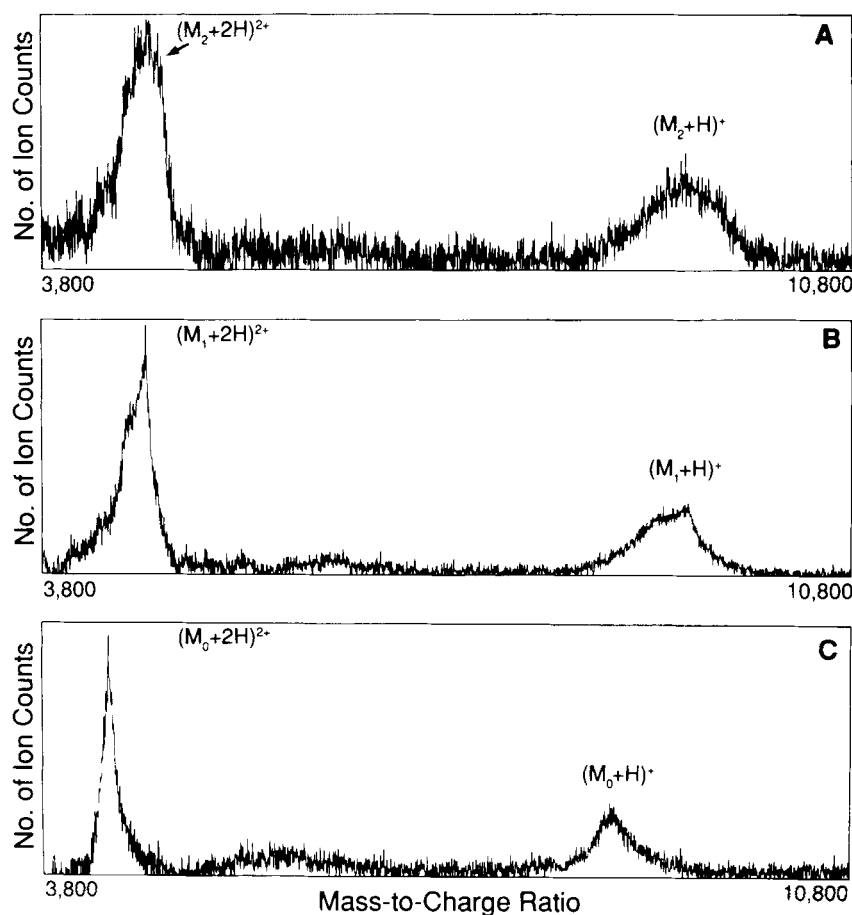 (M₂+2H)²⁺
A
(M₂+H)⁺
No. of Ion Counts
3,800
10,800
(M₁+2H)²⁺
B
(M₁+H)⁺
No. of Ion Counts
3,800
10,800
(M₀+2H)²⁺
C
(M₀+H)⁺
No. of Ion Counts
3,800
10,800
Mass-to-Charge Ratio